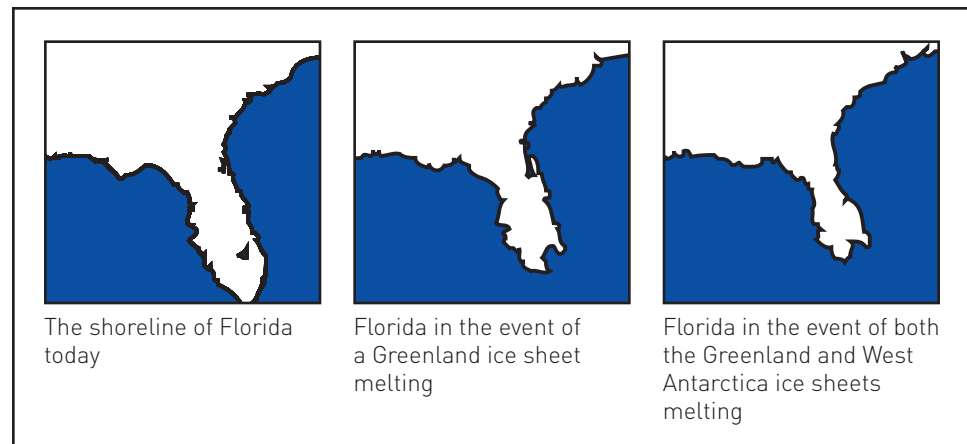 The shoreline of Florida
today
Florida in the event of
a Greenland ice sheet
melting
Florida in the event of both
the Greenland and West
Antarctica ice sheets
melting